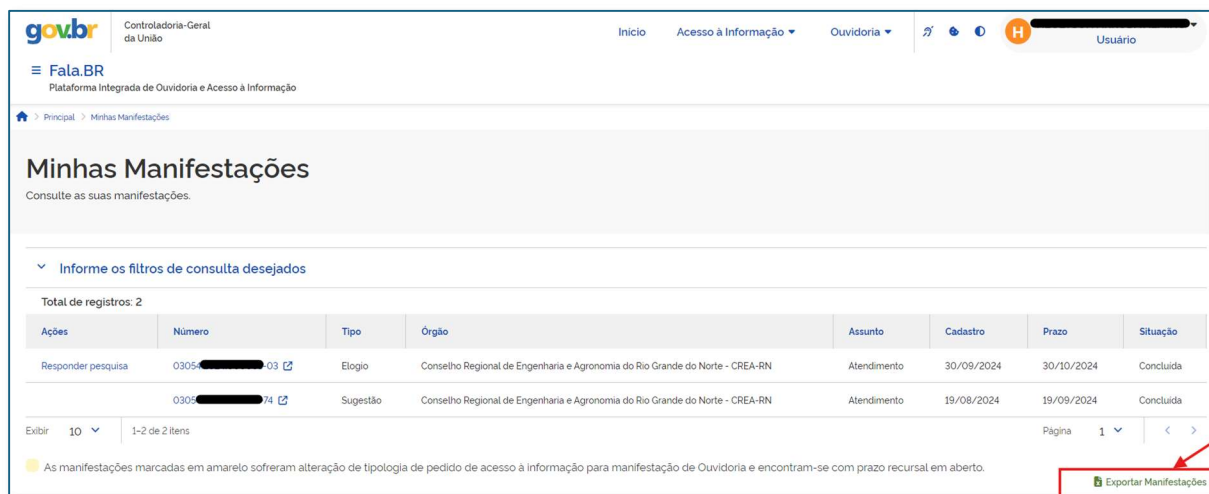 gov.br
Controladoria-Geral
da União
Início Acesso à Informação Ouvidoria
H
Usuário
Fala.BR
Plataforma Integrada de Ouvidoria e Acesso à Informação
> Principal > Minhas Manifestações
Minhas Manifestações
Consulte as suas manifestações.
Informe os filtros de consulta desejados
Total de registros: 2
Ações Número Tipo Órgão Assunto Cadastro Prazo Situação
Responder pesquisa 03054 -03 Elogio Conselho Regional de Engenharia e Agronomia do Rio Grande do Norte - CREA-RN Atendimento 30/09/2024 30/10/2024 Concluída
0305 74 Sugestão Conselho Regional de Engenharia e Agronomia do Rio Grande do Norte - CREA-RN Atendimento 19/08/2024 19/09/2024 Concluída
Exibir 10 1-2 de 2 itens Página 1 < >
As manifestações marcadas em amarelo sofreram alteração de tipologia de pedido de acesso à informação para manifestação de Ouvidoria e encontram-se com prazo recursal em aberto.
Exportar Manifestações